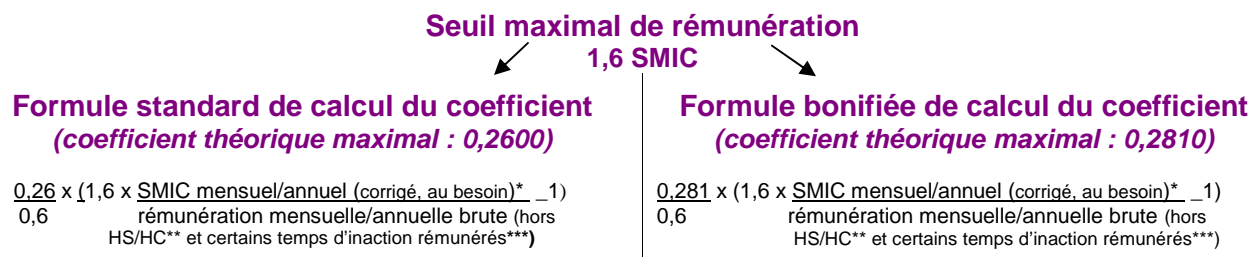 Seuil maximal de rémunération
1,6 SMIC
Formule standard de calcul du coefficient
(coefficient théorique maximal : 0,2600)
0,26 x (1,6 x SMIC mensuel/annuel (corrigé, au besoin)* _1)
0,6 rémunération mensuelle/annuelle brute (hors
HS/HC** et certains temps d’inaction rémunérés***)
Formule bonifiée de calcul du coefficient
(coefficient théorique maximal : 0,2810)
0,281 x (1,6 x SMIC mensuel/annuel (corrigé, au besoin)* _1)
0,6 rémunération mensuelle/annuelle brute (hors
HS/HC** et certains temps d’inaction rémunérés***)